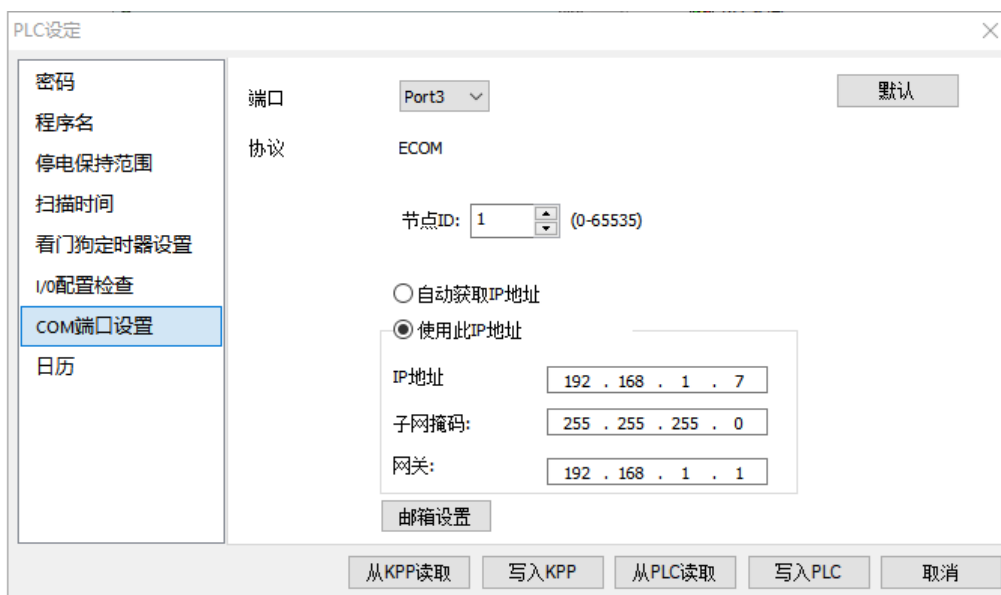 PLC设定
密码
程序名
停电保持范围
扫描时间
看门狗定时器设置
I/0配置检查
COM端口设置
日历
端口
Port3
默认
协议
ECOM
节点ID:
1
(0-65535)
自动获取IP地址
使用此IP地址
IP地址
192 . 168 . 1 . 7
子网掩码:
255 . 255 . 255 . 0
网关:
192 . 168 . 1 . 1
邮箱设置
从KPP读取
写入KPP
从PLC读取
写入PLC
取消